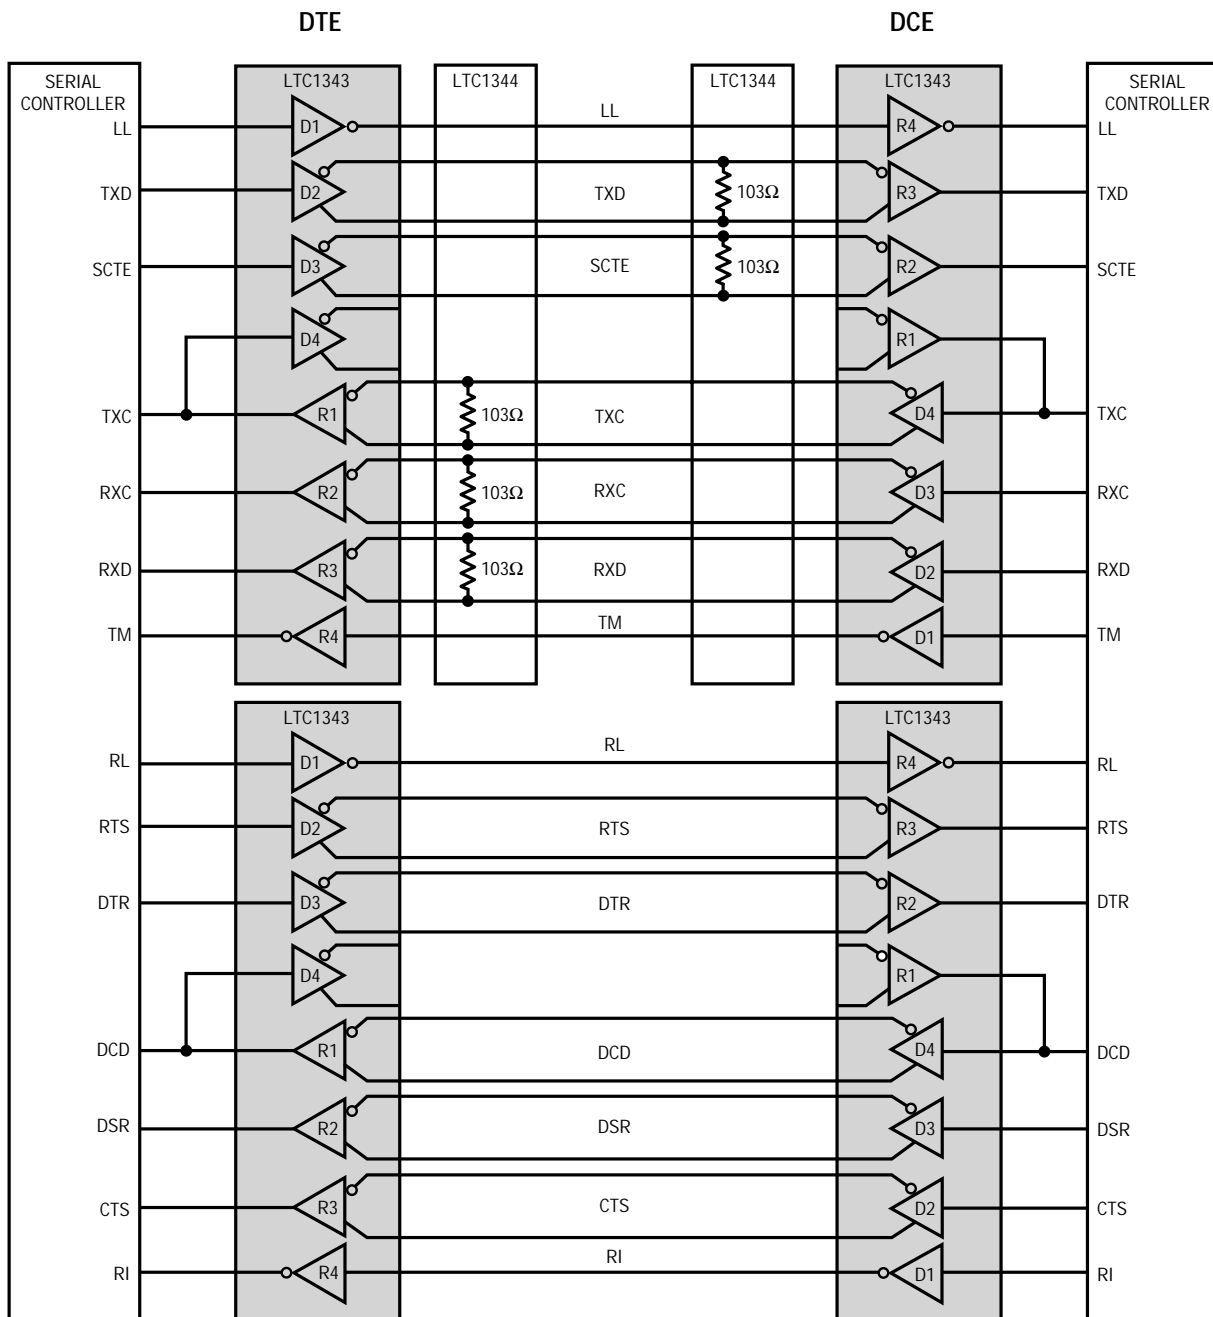 DTE DCE
SERIAL CONTROLLER LTC1343 LTC1344 LTC1344 LTC1343 SERIAL CONTROLLER
LL D1 LL R4 LL
TXD D2 TXD 103Ω R3 TXD
SCTE D3 SCTE 103Ω R2 SCTE
D4 R1
TXC R1 103Ω TXC D4 TXC
RXC R2 103Ω RXC D3 RXC
RXD R3 103Ω RXD D2 RXD
TM R4 TM D1 TM
LTC1343 LTC1343
RL D1 RL R4 RL
RTS D2 RTS R3 RTS
DTR D3 DTR R2 DTR
D4 R1
DCD R1 DCD D4 DCD
DSR R2 DSR D3 DSR
CTS R3 CTS D2 CTS
RI R4 RI D1 RI